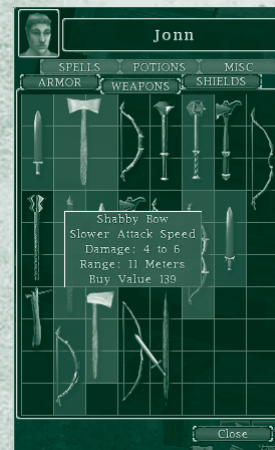 Jonn
SPELLS POTIONS MISC
ARMOR WEAPONS SHIELDS
Shabby Bow
Slower Attack Speed
Damage: 4 to 6
Range: 11 Meters
Buy Value 139
Close